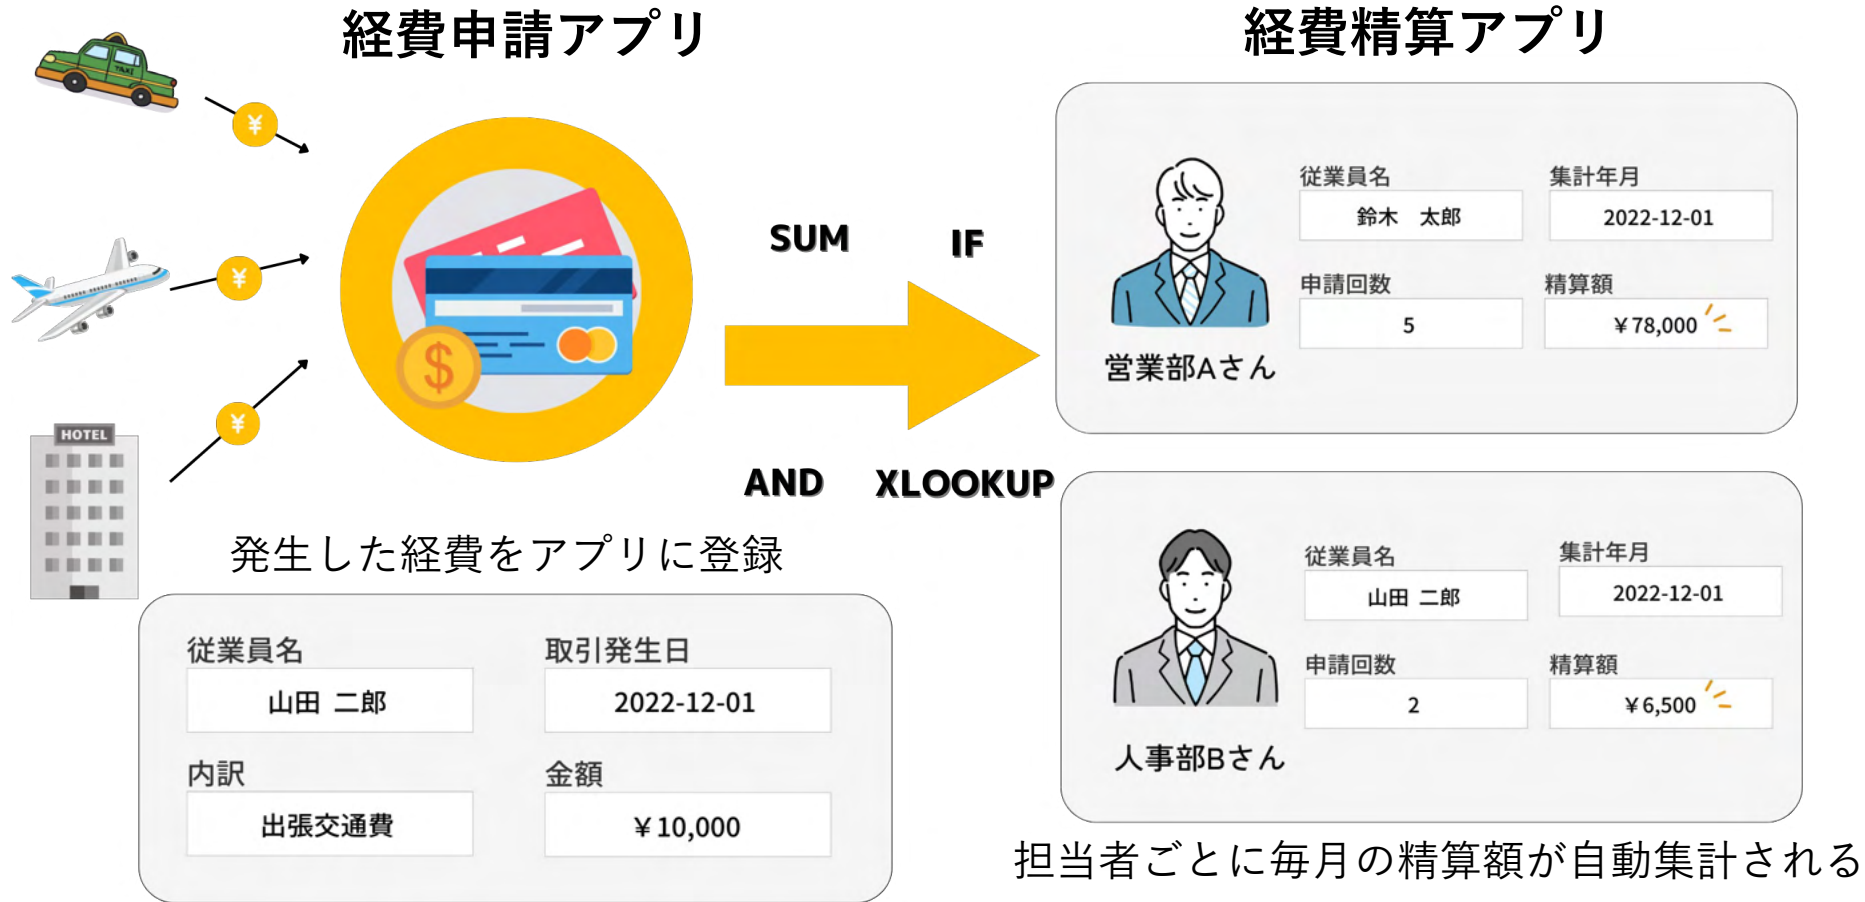 経費申請アプリ
TAXI
¥
¥
¥
HOTEL
$
発生した経費をアプリに登録
従業員名
取引発生日
山田 二郎
2022-12-01
内訳
金額
出張交通費
¥10,000
SUM
IF
AND
XLOOKUP
経費精算アプリ
従業員名
集計年月
鈴木 太郎
2022-12-01
申請回数
精算額
5
¥78,000
営業部Aさん
従業員名
集計年月
山田 二郎
2022-12-01
申請回数
精算額
2
¥6,500
人事部Bさん
担当者ごとに毎月の精算額が自動集計される